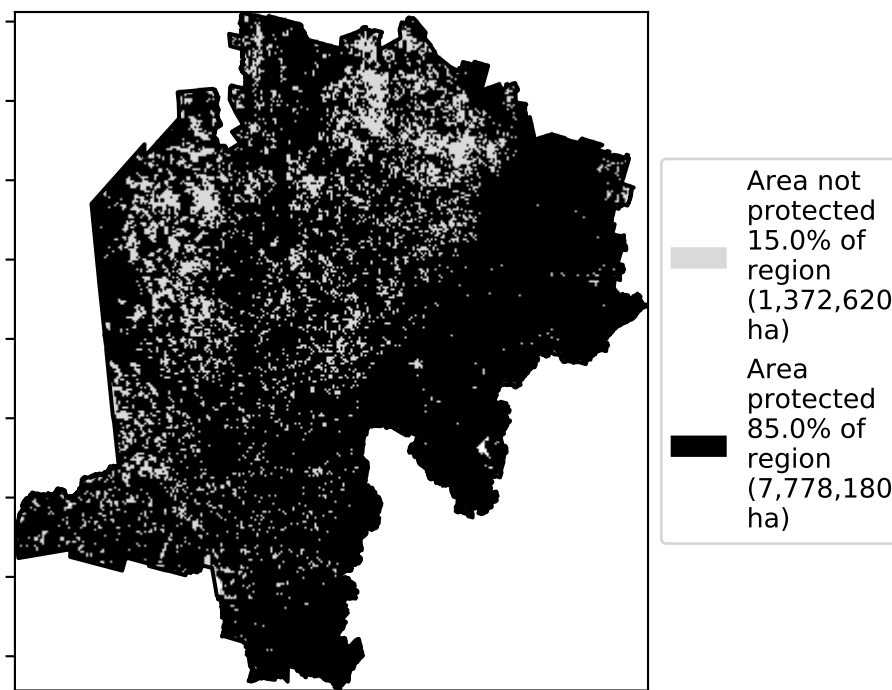 Area not
protected
15.0% of
region
(1,372,620
ha)
Area
protected
85.0% of
region
(7,778,180
ha)